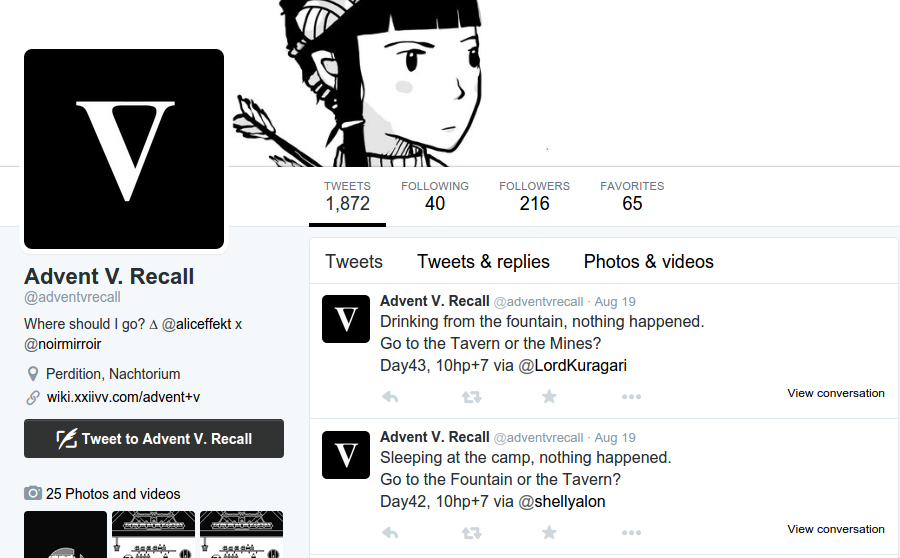 V
TWEETS FOLLOWING FOLLOWERS FAVORITES
1,872 40 216 65
Advent V. Recall
@adventvrecall
Where should I go? ∆ @aliceffekt x
@noirmirroir
Perdition, Nachtorium
wiki.xxiivv.com/advent+v
Tweet to Advent V. Recall
25 Photos and videos
Tweets Tweets & replies Photos & videos
V
Advent V. Recall @adventvrecall · Aug 19
Drinking from the fountain, nothing happened.
Go to the Tavern or the Mines?
Day43, 10hp+7 via @LordKuragari
View conversation
V
Advent V. Recall @adventvrecall · Aug 19
Sleeping at the camp, nothing happened.
Go to the Fountain or the Tavern?
Day42, 10hp+7 via @shellyalon
View conversation